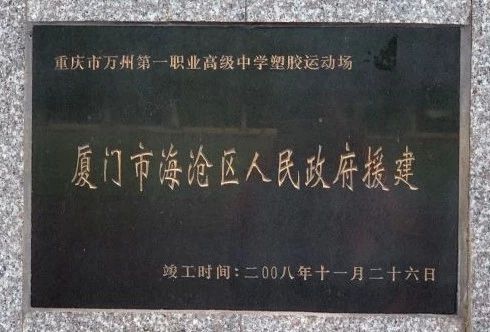 重庆市万州第一职业高级中学塑胶运动场
厦门市海沧区人民政府援建
竣工时间:二00八年十一月二十六日